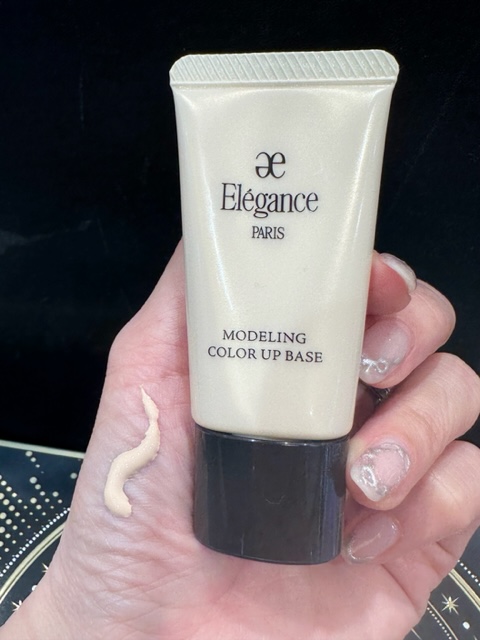 æ
Elégance
PARIS
MODELING
COLOR UP BASE